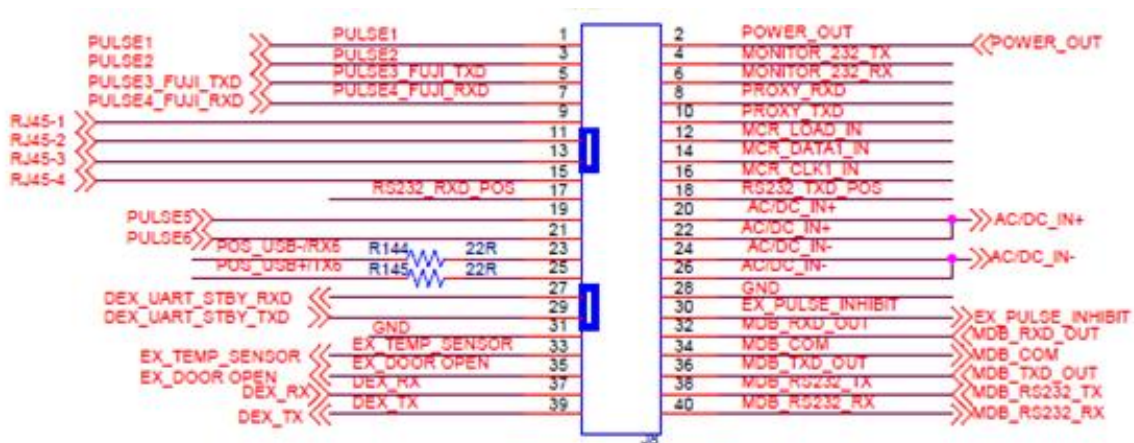 PULSE1 PULSE1 1 2 POWER_OUT POWER_OUT
PULSE2 PULSE2 3 4 MONITOR_232_TX
PULSE3_FUJI_TXD PULSE3_FUJI_TXD 5 6 MONITOR_232_RX
PULSE4_FUJI_RXD PULSE4_FUJI_RXD 7 8 PROXY_RXD
RJ45-1 9 10 PROXY_TXD
RJ45-2 11 12 MCR_LOAD_IN
RJ45-3 13 14 MCR_DATA1_IN
RJ45-4 15 16 MCR_CLK1_IN
RS232_RXD_POS 17 18 RS232_TXD_POS
PULSE5 19 20 AC/DC_IN+ AC/DC_IN+
PULSE6 21 22 AC/DC_IN+
POS_USB-/RX6 R144 22R 23 24 AC/DC_IN- AC/DC_IN-
POS_USB+/TX6 R145 22R 25 26 AC/DC_IN-
DEX_UART_STBY_RXD 27 28 GND
DEX_UART_STBY_TXD 29 30 EX_PULSE_INHIBIT EX_PULSE_INHIBIT
GND 31 32 MDB_RXD_OUT MDB_RXD_OUT
EX_TEMP_SENSOR EX_TEMP_SENSOR 33 34 MDB_COM MDB_COM
EX_DOOR OPEN EX_DOOR OPEN 35 36 MDB_TXD_OUT MDB_TXD_OUT
DEX_RX DEX_RX 37 38 MDB_RS232_TX MDB_RS232_TX
DEX_TX DEX_TX 39 40 MDB_RS232_RX MDB_RS232_RX